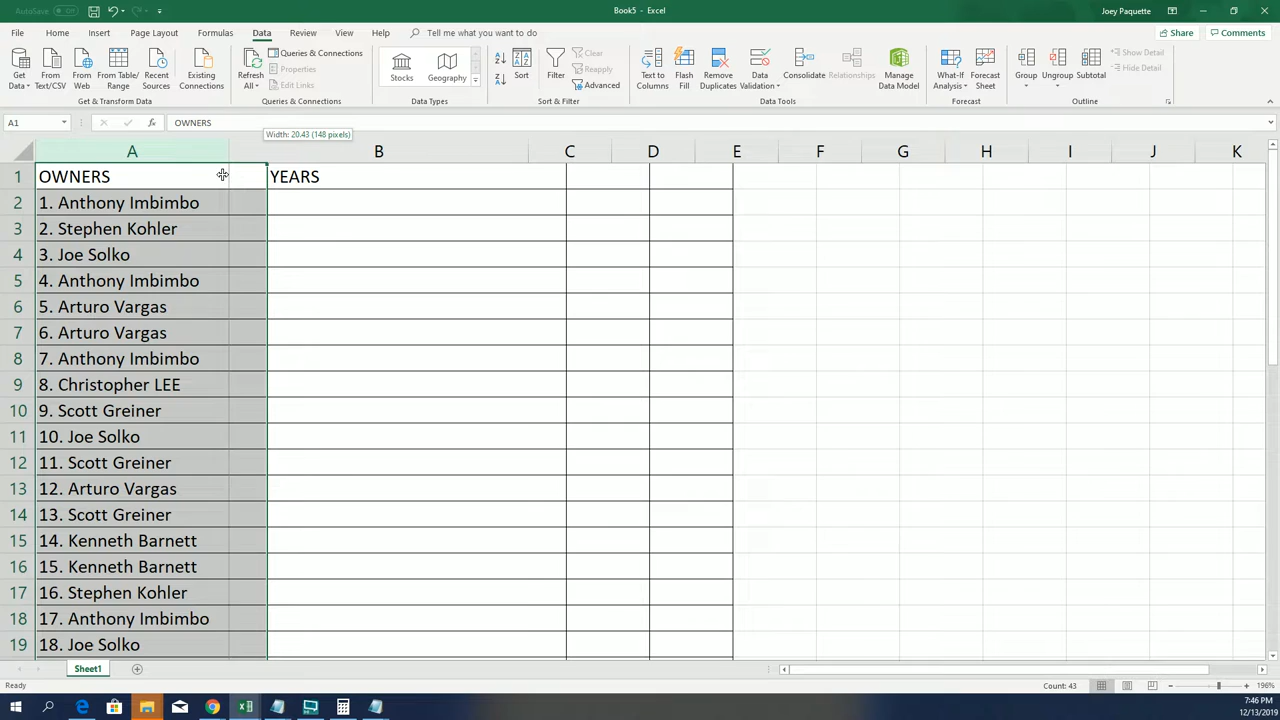 AutoSave Off
Book5 - Excel
Joey Paquette
File Home Insert Page Layout Formulas Data Review View Help Tell me what you want to do
Share Comments
Get Data
From Text/CSV
From Web
From Table/ Range
Recent Sources
Existing Connections
Refresh All
Queries & Connections
Properties
Edit Links
Stocks
Geography
Sort
Filter
Clear
Reapply
Advanced
Text to Columns
Flash Fill
Remove Duplicates
Data Validation
Consolidate
Relationships
Manage Data Model
What-If Analysis
Forecast Sheet
Group
Ungroup
Subtotal
Show Detail
Hide Detail
Get & Transform Data Queries & Connections Data Types Sort & Filter Data Tools Forecast Outline
A1 fx OWNERS
Width: 20.43 (148 pixels)
A B C D E F G H I J K
1 OWNERS YEARS
2 1. Anthony Imbimbo
3 2. Stephen Kohler
4 3. Joe Solko
5 4. Anthony Imbimbo
6 5. Arturo Vargas
7 6. Arturo Vargas
8 7. Anthony Imbimbo
9 8. Christopher LEE
10 9. Scott Greiner
11 10. Joe Solko
12 11. Scott Greiner
13 12. Arturo Vargas
14 13. Scott Greiner
15 14. Kenneth Barnett
16 15. Kenneth Barnett
17 16. Stephen Kohler
18 17. Anthony Imbimbo
19 18. Joe Solko
Sheet1
Ready
Count: 43
196%
7:46 PM
12/13/2019